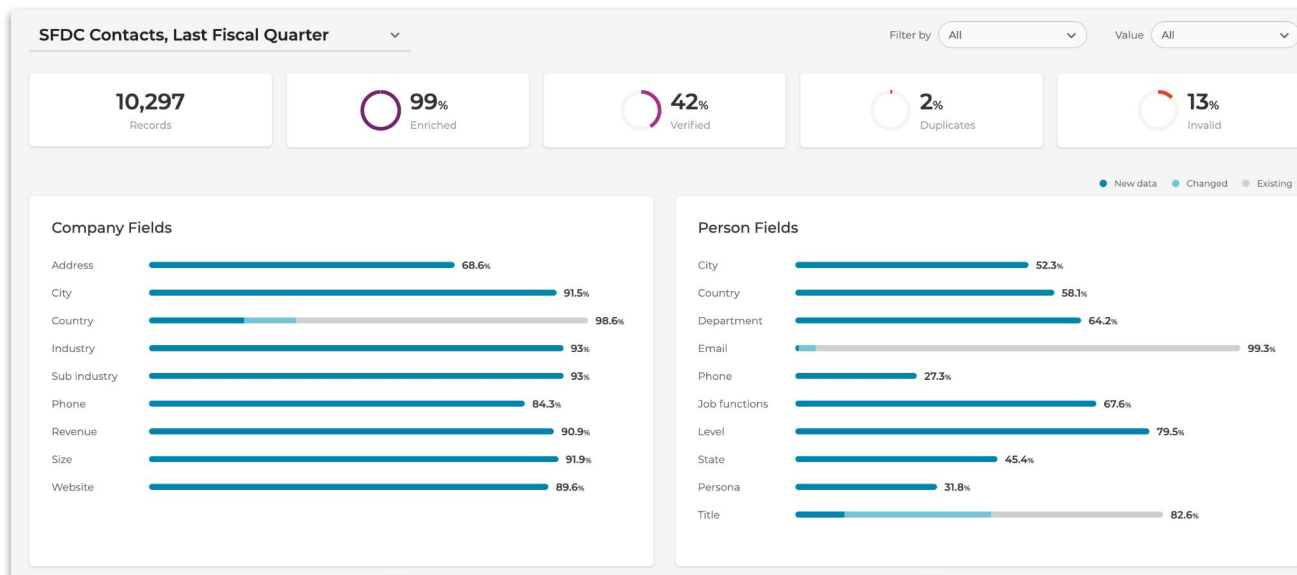 SFDC Contacts, Last Fiscal Quarter
Filter by All Value All
10,297
Records
99%
Enriched
42%
Verified
2%
Duplicates
13%
Invalid
New data Changed Existing
Company Fields
Address 68.6%
City 91.5%
Country 98.6%
Industry 93%
Sub industry 93%
Phone 84.3%
Revenue 90.9%
Size 91.9%
Website 89.6%
Person Fields
City 52.3%
Country 58.1%
Department 64.2%
Email 99.3%
Phone 27.3%
Job functions 67.6%
Level 79.5%
State 45.4%
Persona 31.8%
Title 82.6%